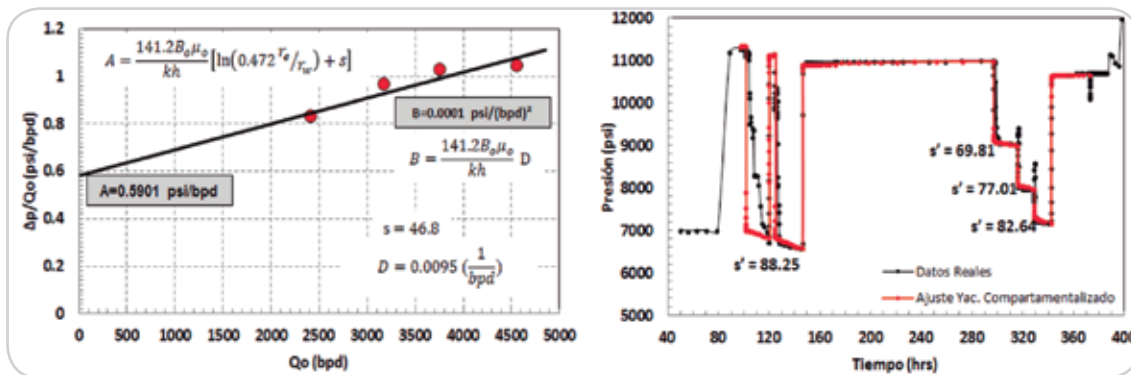 1.2
1
0.8
0.6
0.4
0.2
0
Δp/Qo (psi/bpd)
A = 141.2Bₒμₒ / kh [ln(0.472 rₑ/r_w) + s]
B=0.0001 psi/(bpd)²
B = 141.2Bₒμₒ / kh D
A=0.5901 psi/bpd
s = 46.8
D = 0.0095 (1/bpd)
0 500 1000 1500 2000 2500 3000 3500 4000 4500 5000
Qo (bpd)
12000
11000
10000
9000
8000
7000
6000
5000
Presión (psi)
s' = 69.81
s' = 77.01
s' = 82.64
s' = 88.25
Datos Reales
Ajuste Yac. Compartamentalizado
40 80 120 160 200 240 280 320 360 400
Tiempo (hrs)